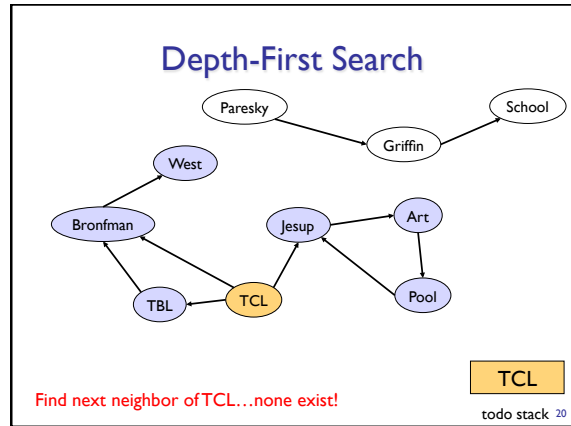 Depth-First Search
Paresky
School
Griffin
West
Bronfman
Jesup
Art
TBL
TCL
Pool
TCL
Find next neighbor of TCL...none exist!
todo stack 20